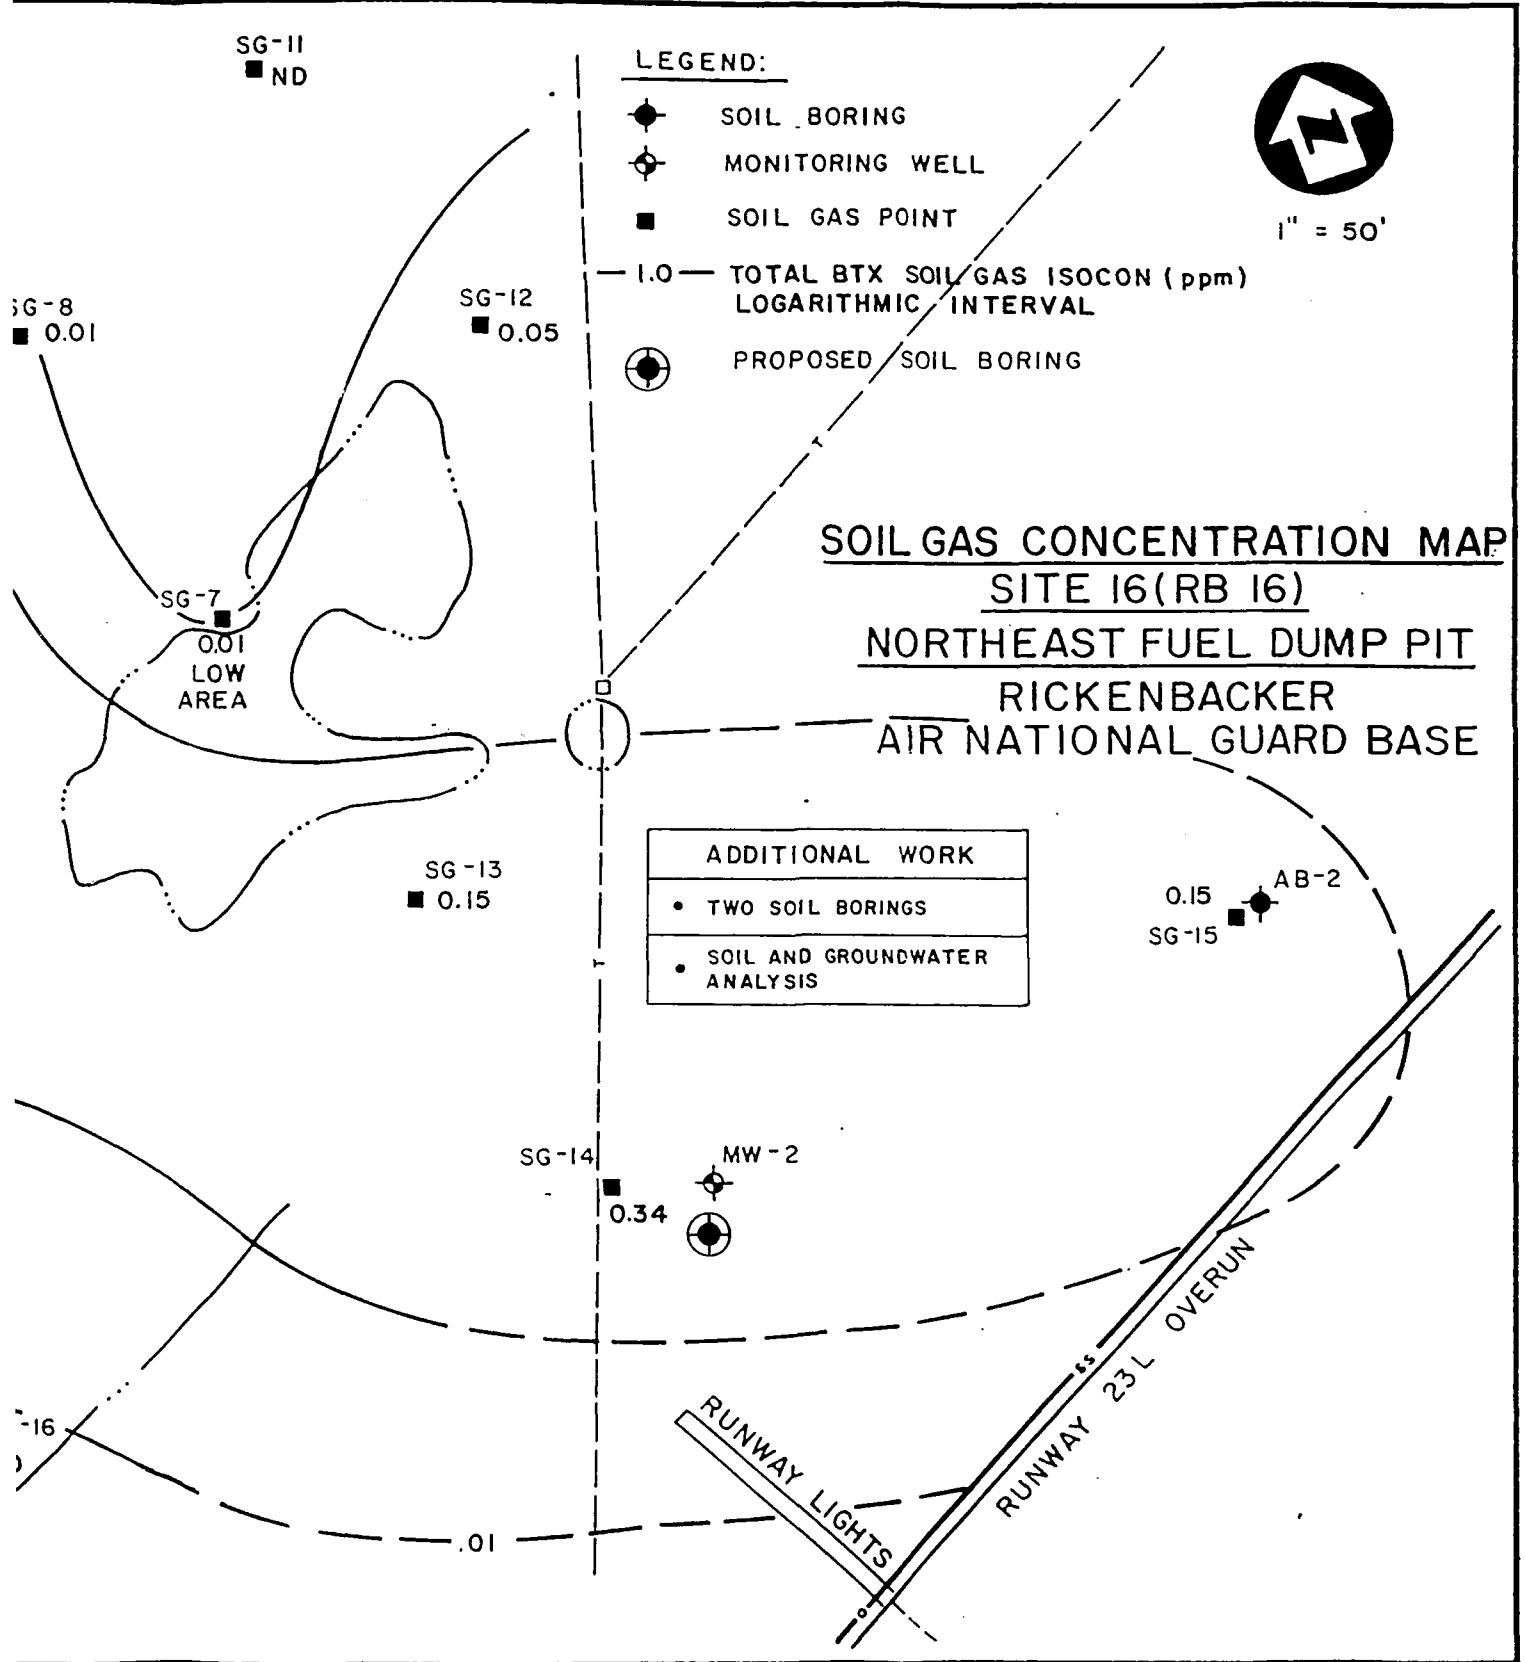 SG-11
ND
LEGEND:
SOIL BORING
MONITORING WELL
SOIL GAS POINT
1.0 TOTAL BTX SOIL GAS ISOCON (ppm)
LOGARITHMIC INTERVAL
PROPOSED SOIL BORING
N
1" = 50'
SG-8
0.01
SG-12
0.05
T
SOIL GAS CONCENTRATION MAP
SITE 16(RB 16)
NORTHEAST FUEL DUMP PIT
RICKENBACKER
AIR NATIONAL GUARD BASE
SG-7
0.01
LOW
AREA
SG-13
0.15
ADDITIONAL WORK
• TWO SOIL BORINGS
• SOIL AND GROUNDWATER
ANALYSIS
T
0.15
AB-2
SG-15
SG-14
0.34
MW-2
-16
.01
SS
RUNWAY 23L OVERUN
RUNWAY LIGHTS